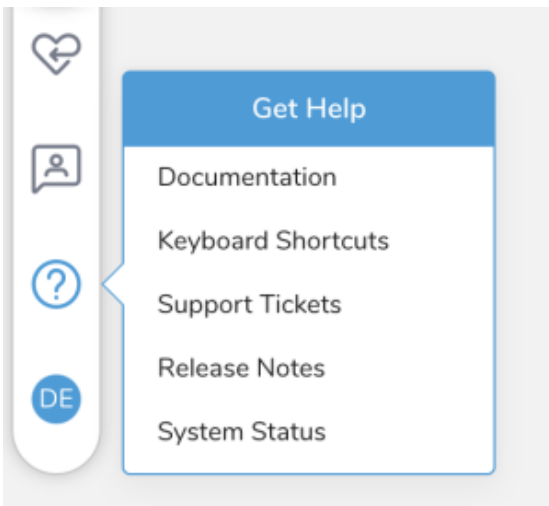 Get Help
Documentation
Keyboard Shortcuts
Support Tickets
Release Notes
System Status
DE